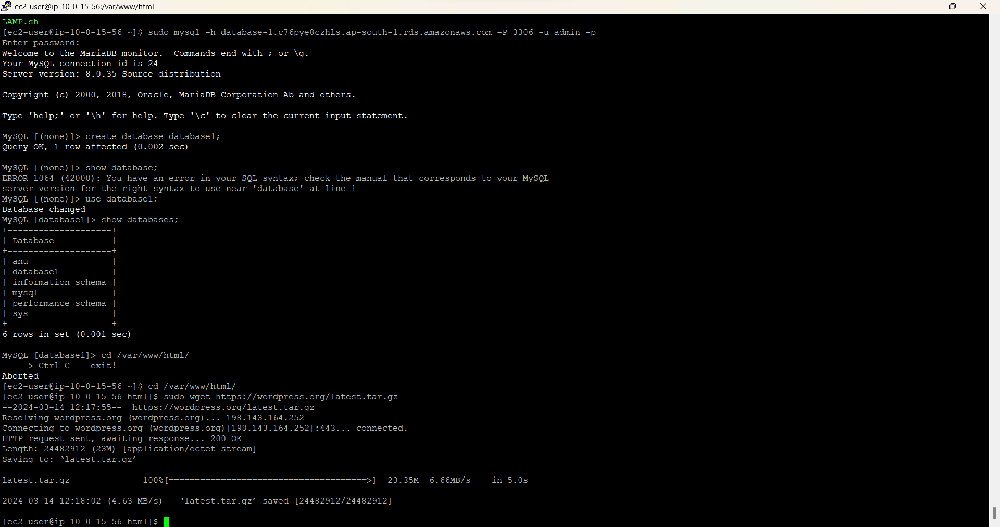 ec2-user@ip-10-0-15-56:/var/www/html
LAMP.sh
[ec2-user@ip-10-0-15-56 ~]$ sudo mysql -h database-1.c76pye8czhls.ap-south-1.rds.amazonaws.com -P 3306 -u admin -p
Enter password:
Welcome to the MariaDB monitor.  Commands end with ; or \g.
Your MySQL connection id is 24
Server version: 8.0.35 Source distribution

Copyright (c) 2000, 2018, Oracle, MariaDB Corporation Ab and others.

Type 'help;' or '\h' for help. Type '\c' to clear the current input statement.

MySQL [(none)]> create database database1;
Query OK, 1 row affected (0.002 sec)

MySQL [(none)]> show database;
ERROR 1064 (42000): You have an error in your SQL syntax; check the manual that corresponds to your MySQL
server version for the right syntax to use near 'database' at line 1
MySQL [(none)]> use database1;
Database changed
MySQL [database1]> show databases;
+--------------------+
| Database           |
+--------------------+
| anu                |
| database1          |
| information_schema |
| mysql              |
| performance_schema |
| sys                |
+--------------------+
6 rows in set (0.001 sec)

MySQL [database1]> cd /var/www/html/
    -> Ctrl-C -- exit!
Aborted
[ec2-user@ip-10-0-15-56 ~]$ cd /var/www/html/
[ec2-user@ip-10-0-15-56 html]$ sudo wget https://wordpress.org/latest.tar.gz
--2024-03-14 12:17:55--  https://wordpress.org/latest.tar.gz
Resolving wordpress.org (wordpress.org)... 198.143.164.252
Connecting to wordpress.org (wordpress.org)|198.143.164.252|:443... connected.
HTTP request sent, awaiting response... 200 OK
Length: 24482912 (23M) [application/octet-stream]
Saving to: ‘latest.tar.gz’

latest.tar.gz              100%[======================================>]  23.35M  6.66MB/s    in 5.0s

2024-03-14 12:18:02 (4.63 MB/s) - ‘latest.tar.gz’ saved [24482912/24482912]

[ec2-user@ip-10-0-15-56 html]$